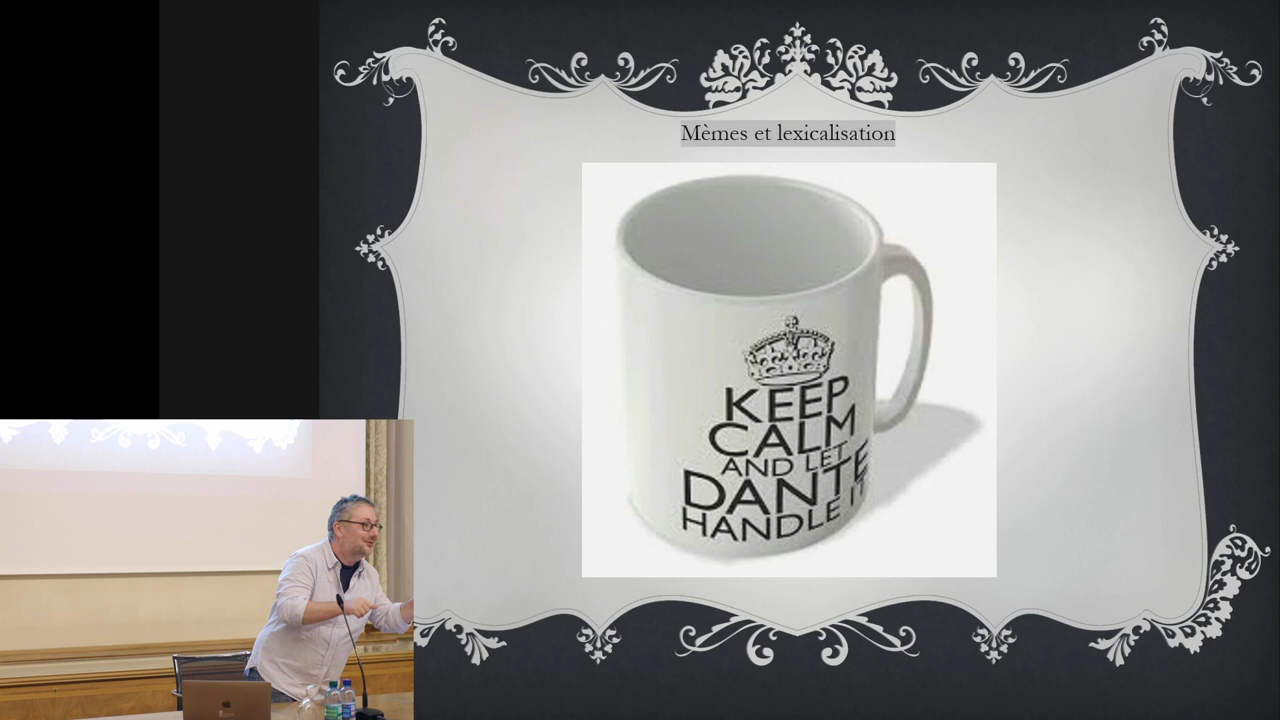 Mèmes et lexicalisation
KEEP
CALM
AND LET
DANTE
HANDLE IT